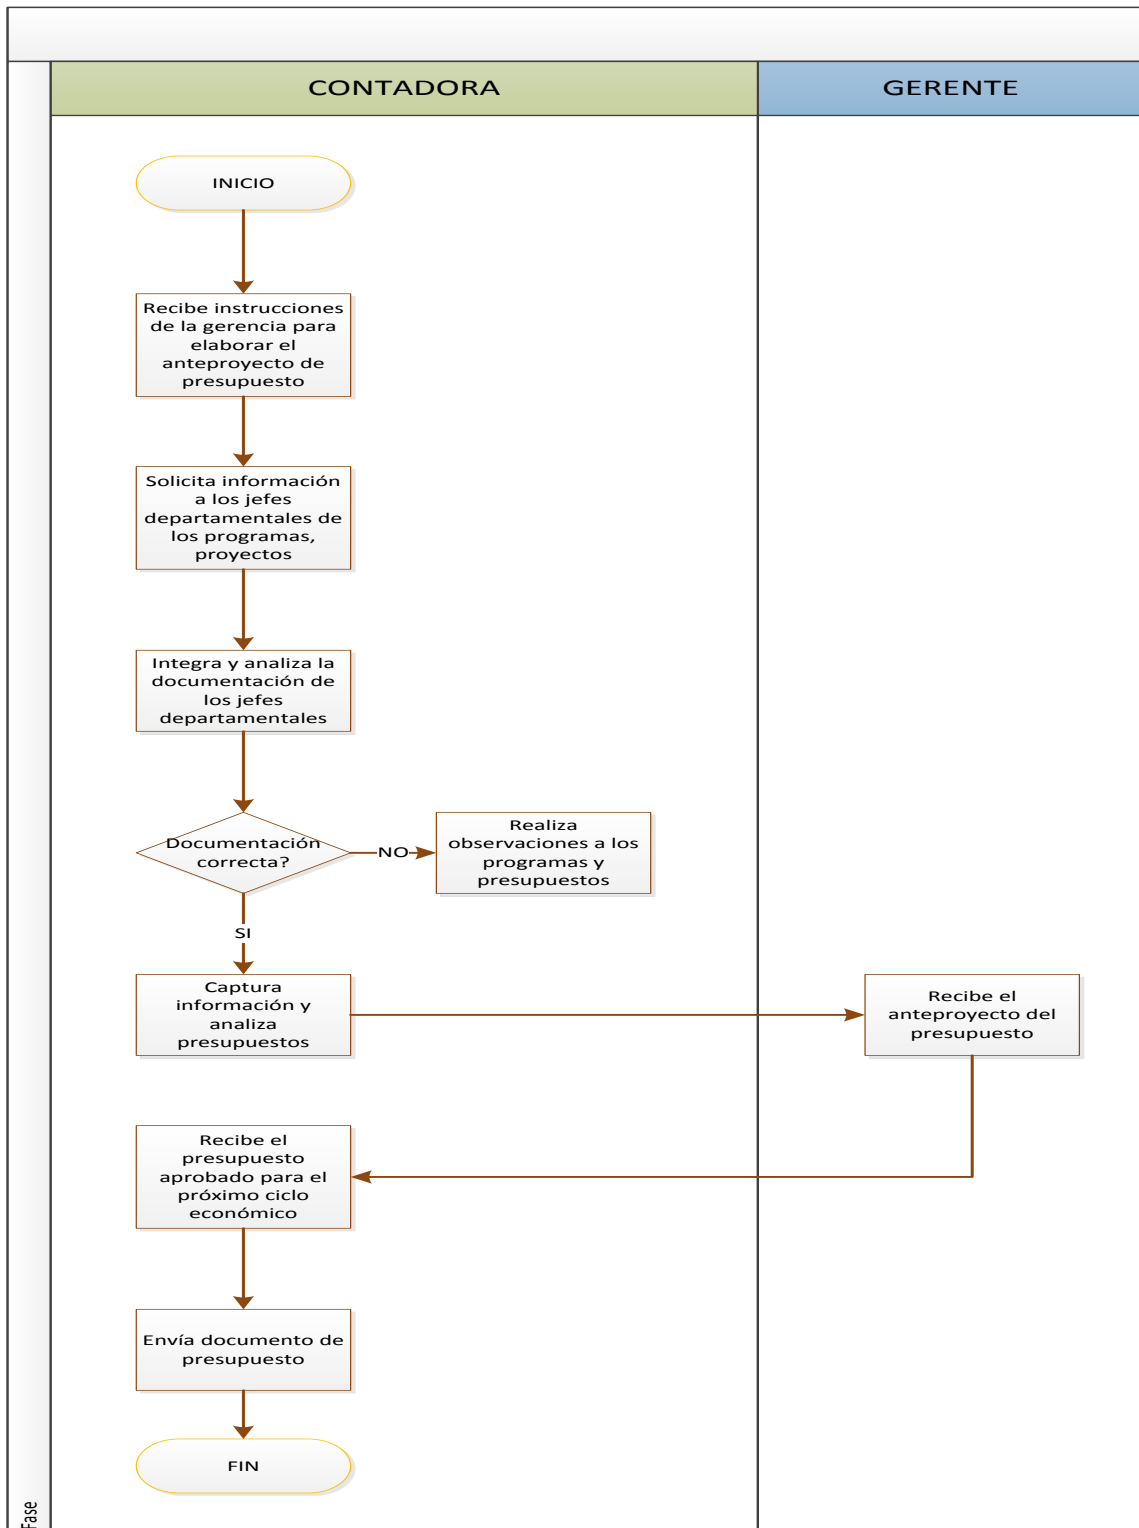 CONTADORA
GERENTE
INICIO
Recibe instrucciones
de la gerencia para
elaborar el
anteproyecto de
presupuesto
Solicita información
a los jefes
departamentales de
los programas,
proyectos
Integra y analiza la
documentación de
los jefes
departamentales
Documentación
correcta?
NO
Realiza
observaciones a los
programas y
presupuestos
SI
Captura
información y
analiza
presupuestos
Recibe el
anteproyecto del
presupuesto
Recibe el
presupuesto
aprobado para el
próximo ciclo
económico
Envía documento de
presupuesto
FIN
Fase